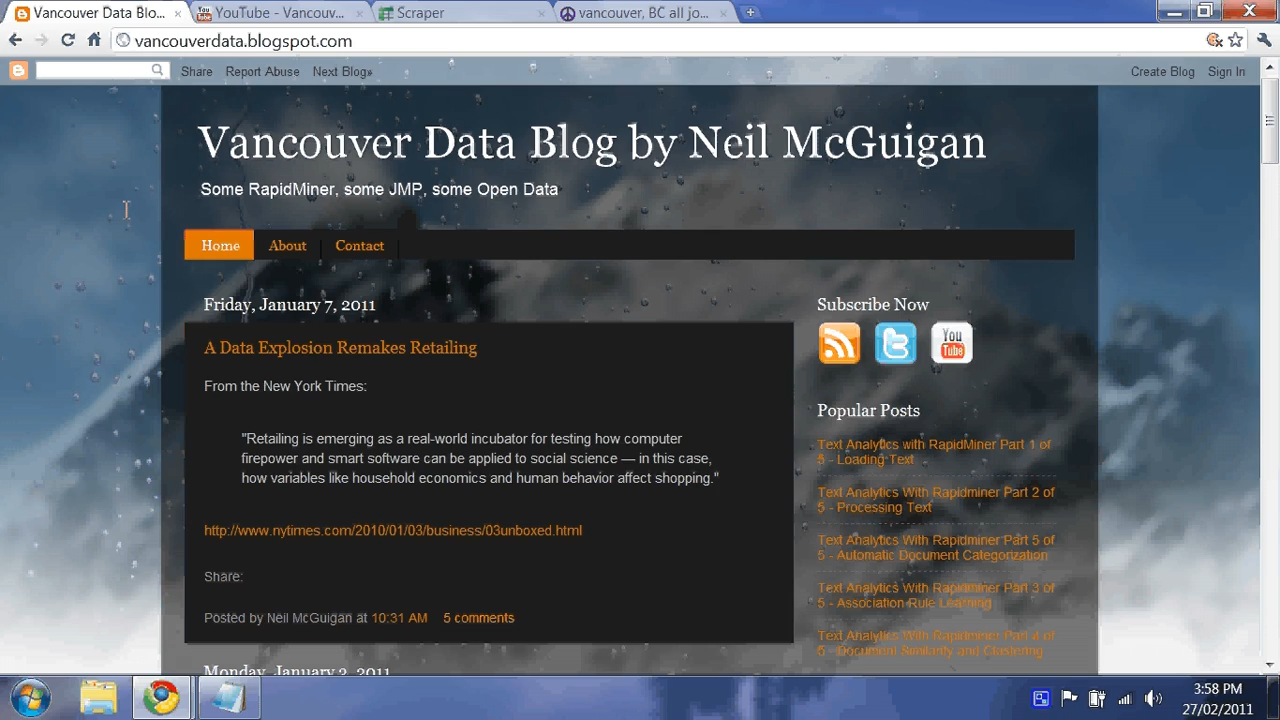 Vancouver Data Blo...
YouTube - Vancouv...
Scraper
vancouver, BC all jo...
vancouverdata.blogspot.com
Share Report Abuse Next Blog» Create Blog Sign In
Vancouver Data Blog by Neil McGuigan
Some RapidMiner, some JMP, some Open Data
Home About Contact
Friday, January 7, 2011
A Data Explosion Remakes Retailing
From the New York Times:
"Retailing is emerging as a real-world incubator for testing how computer
firepower and smart software can be applied to social science — in this case,
how variables like household economics and human behavior affect shopping."
http://www.nytimes.com/2010/01/03/business/03unboxed.html
Share:
Posted by Neil McGuigan at 10:31 AM 5 comments
Monday, January 3, 2011
Subscribe Now
You
Tube
Popular Posts
Text Analytics with RapidMiner Part 1 of
5 - Loading Text
Text Analytics With Rapidminer Part 2 of
5 - Processing Text
Text Analytics With Rapidminer Part 5 of
5 - Automatic Document Categorization
Text Analytics With Rapidminer Part 3 of
5 - Association Rule Learning
Text Analytics With Rapidminer Part 4 of
5 - Document Similarity and Clustering
3:58 PM
27/02/2011